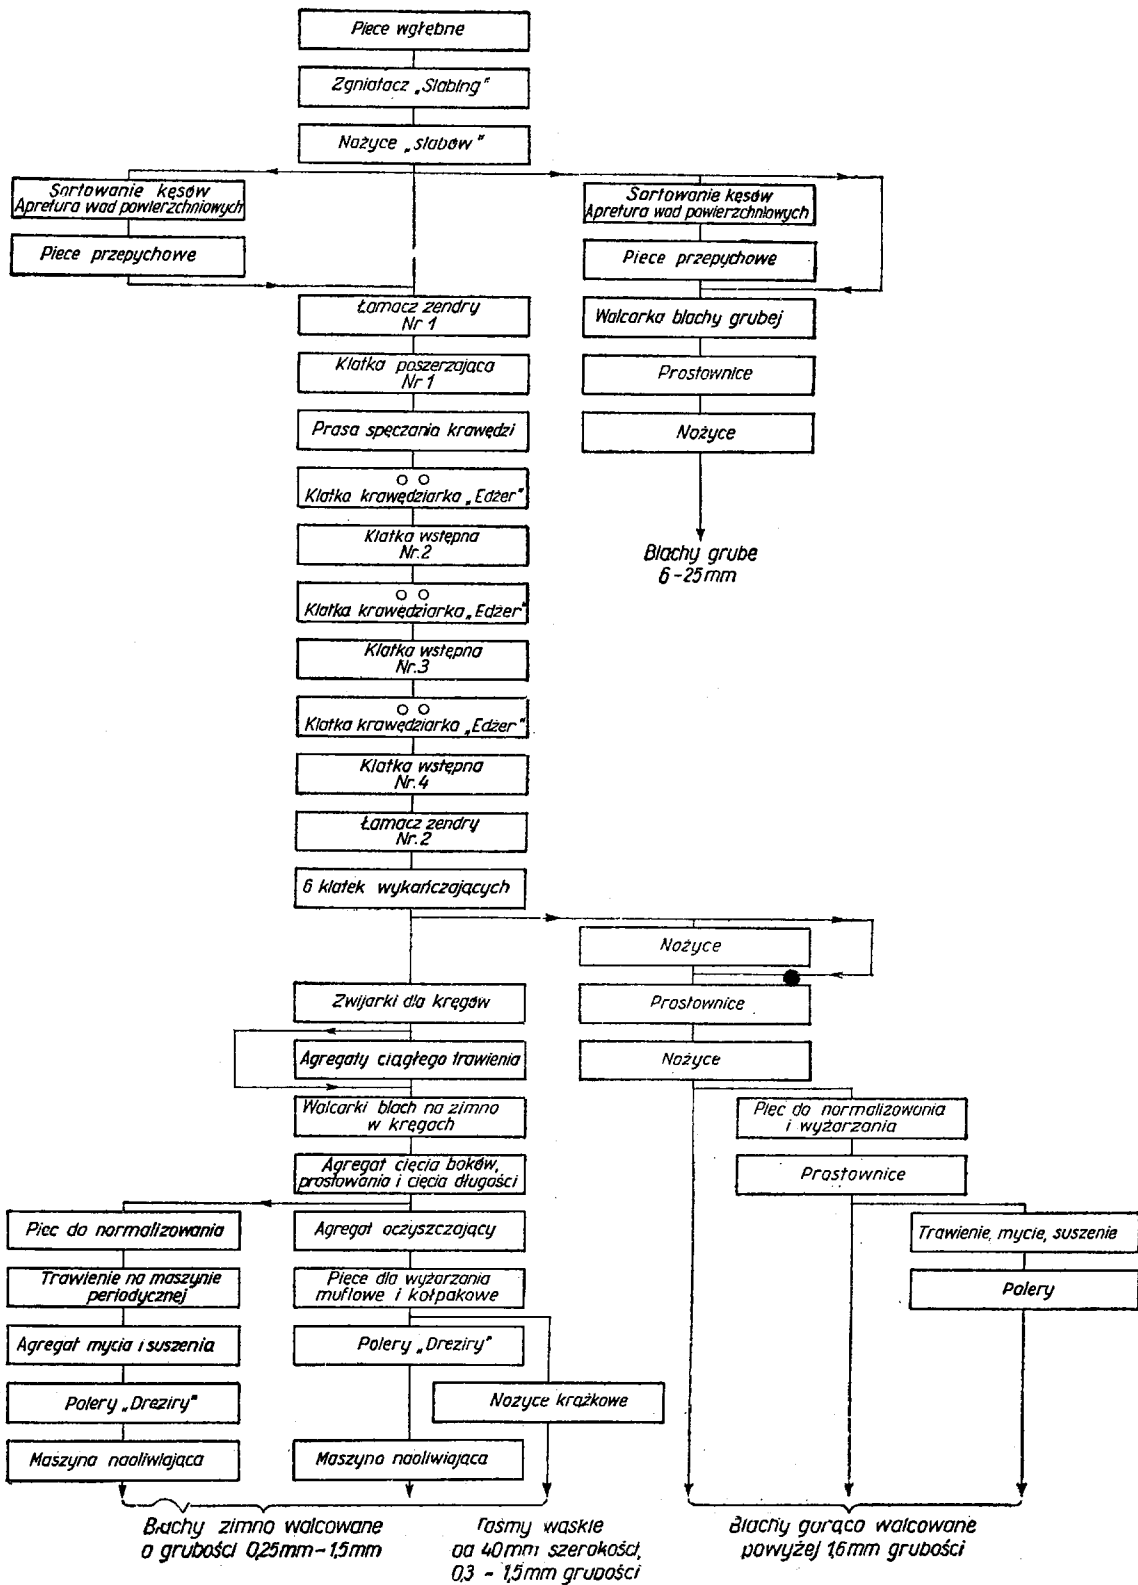 Piece wgłebne
Zgniatacz „Slabing"
Nożyce „slabów"
Sortowanie kęsów
Apretura wad powierzchniowych
Piece przepychowe
Sortowanie kęsów
Apretura wad powierzchniowych
Piece przepychowe
Walcarka blachy grubej
Prostownice
Nożyce
Blachy grube
6-25mm
Łamacz zendry
Nr 1
Klatka poszerzająca
Nr 1
Prasa spęczania krawędzi
Klatka krawędziarka „Edżer"
Klatka wstępna
Nr.2
Klatka krawędziarka „Edżer"
Klatka wstępna
Nr.3
Klatka krawędziarka „Edżer"
Klatka wstępna
Nr.4
Łamacz zendry
Nr.2
6 klatek wykańczających
Zwijarki dla kręgów
Agregaty ciągłego trawienia
Walcarki blach na zimno
w kręgach
Agregat cięcia boków,
prostowania i cięcia długości
Piec do normalizowania
Trawienie na maszynie
periodycznej
Agregat mycia i suszenia
Polery „Dreziry"
Maszyna naoliwiająca
Agregat oczyszczający
Piece dla wyżarzania
muflowe i kołpakowe
Polery „Dreziry"
Nożyce krążkowe
Maszyna naoliwiająca
Nożyce
Prostownice
Nożyce
Piec do normalizowania
i wyżarzania
Prostownice
Trawienie, mycie, suszenie
Polery
Blachy zimno walcowane
o grubości 0,25mm-1,5mm
Taśmy wąskie
od 40mm szerokości,
0,3 - 1,5mm grubości
Blachy gorąco walcowane
powyżej 1,6mm grubości